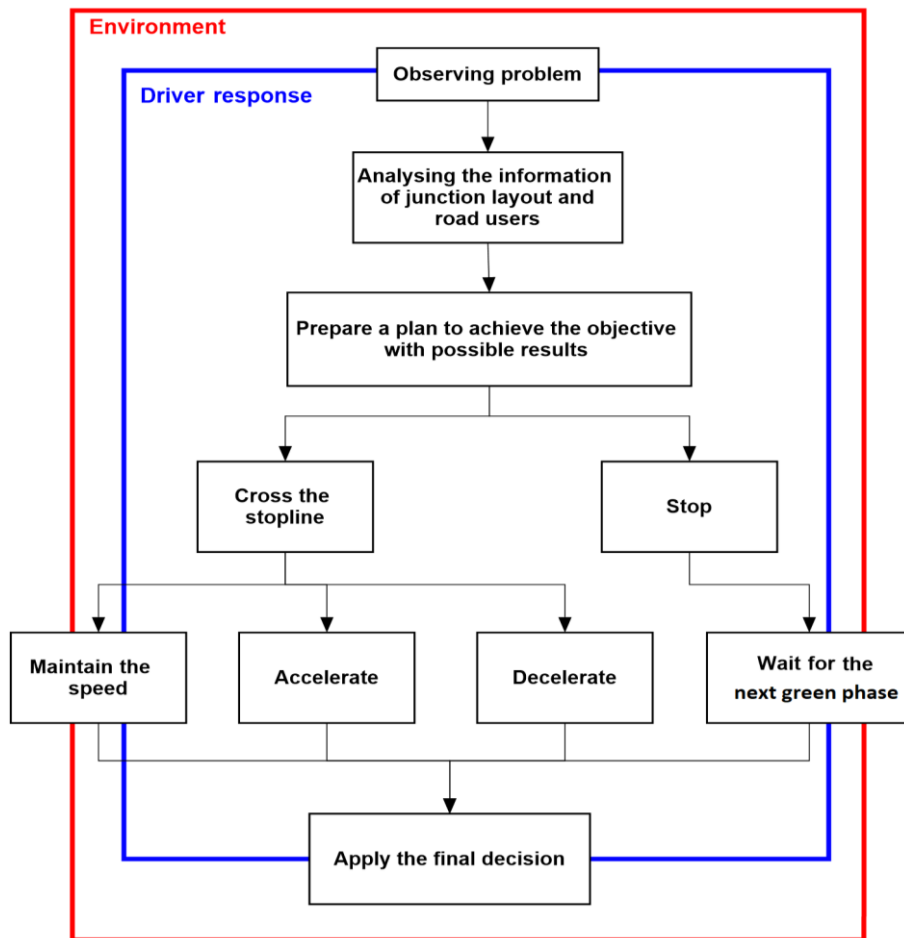 Environment
Observing problem
Driver response
Analysing the information
of junction layout and
road users
Prepare a plan to achieve the objective
with possible results
Cross the
stopline
Stop
Maintain the
speed
Accelerate
Decelerate
Wait for the
next green phase
Apply the final decision